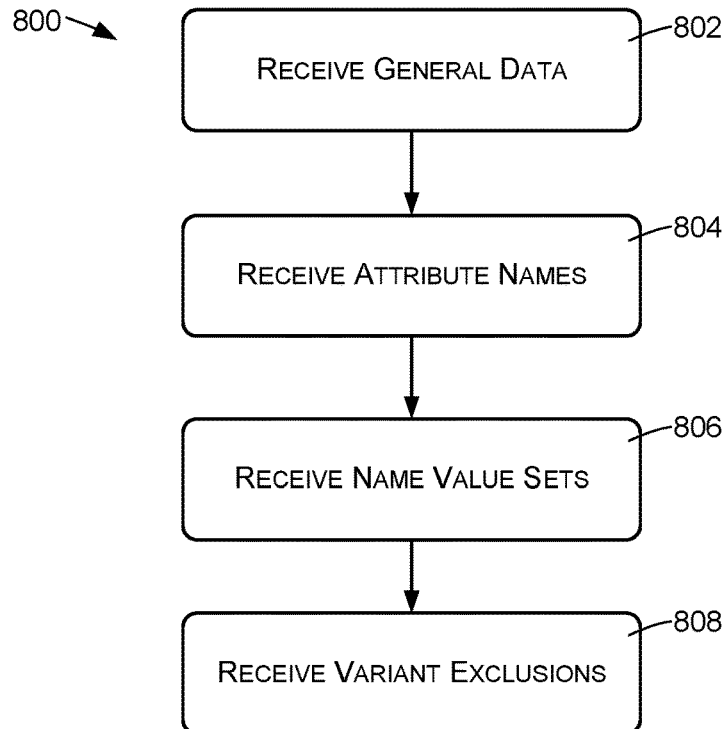 800
802
RECEIVE GENERAL DATA
804
RECEIVE ATTRIBUTE NAMES
806
RECEIVE NAME VALUE SETS
808
RECEIVE VARIANT EXCLUSIONS